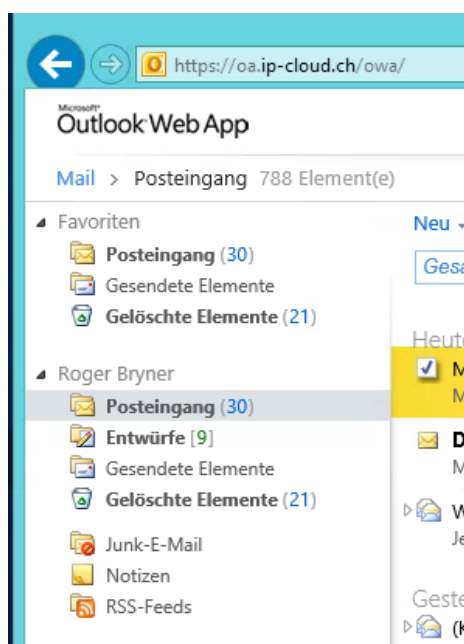 https://oa.ip-cloud.ch/owa/
Microsoft®
Outlook Web App
Mail > Posteingang 788 Element(e)
Favoriten
Posteingang (30)
Gesendete Elemente
Gelöschte Elemente (21)
Roger Bryner
Posteingang (30)
Entwürfe [9]
Gesendete Elemente
Gelöschte Elemente (21)
Junk-E-Mail
Notizen
RSS-Feeds
Neu